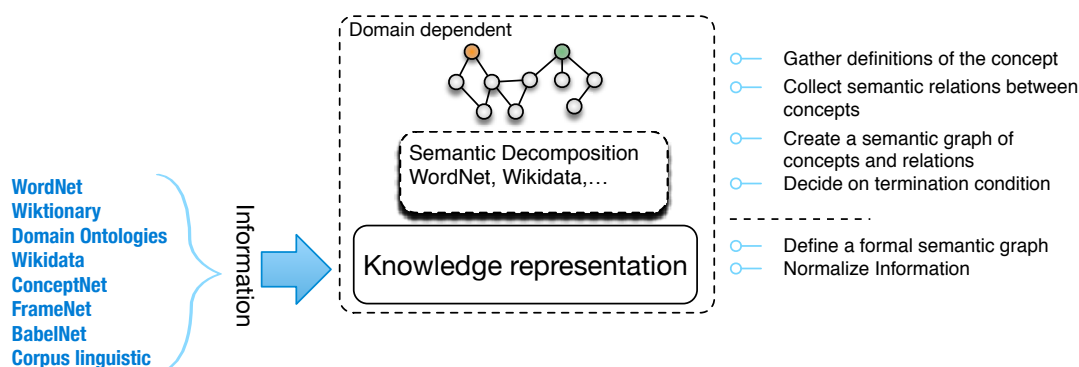 Domain dependent
Semantic Decomposition
WordNet, Wikidata,...
Knowledge representation
WordNet
Wiktionary
Domain Ontologies
Wikidata
ConceptNet
FrameNet
BabelNet
Corpus linguistic
Information
Gather definitions of the concept
Collect semantic relations between
concepts
Create a semantic graph of
concepts and relations
Decide on termination condition
Define a formal semantic graph
Normalize Information